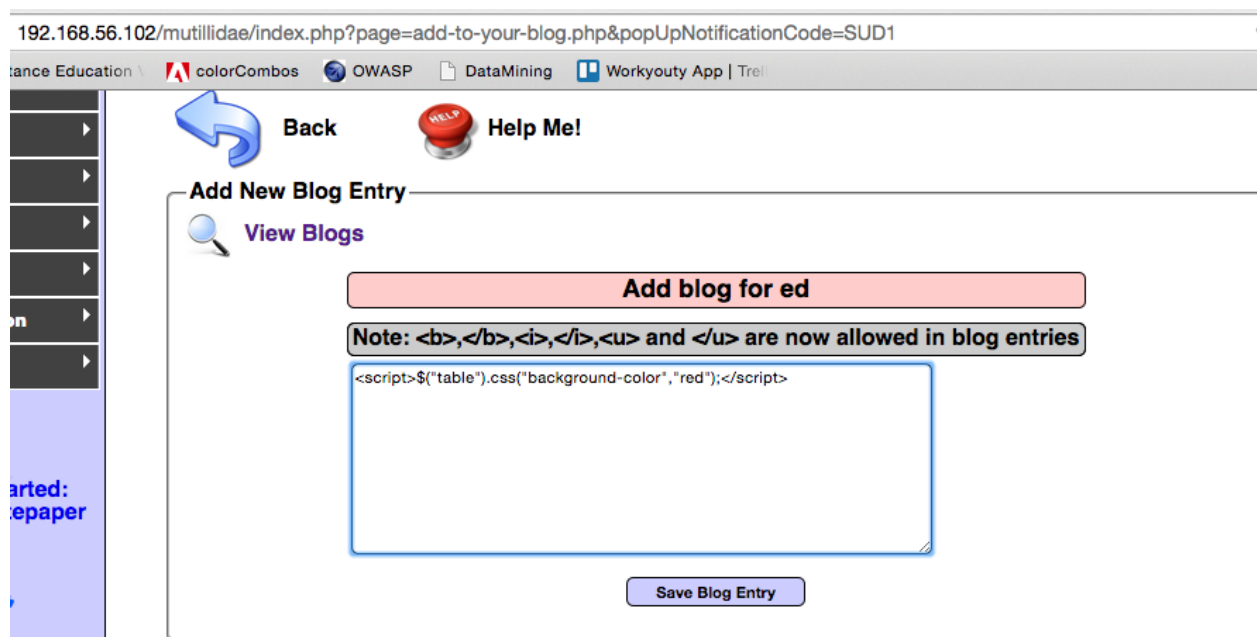 192.168.56.102/mutillidae/index.php?page=add-to-your-blog.php&popUpNotificationCode=SUD1
tance Education colorCombos OWASP DataMining Workyouty App | Trel
Back HELP Help Me!
Add New Blog Entry
View Blogs
Add blog for ed
on
Note: <b>,</b>,<i>,</i>,<u> and </u> are now allowed in blog entries
<script>$("table").css("background-color","red");</script>
arted:
tepaper
Save Blog Entry